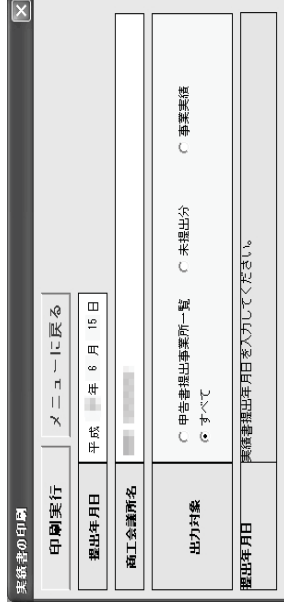 実績書の印刷
印刷実行 メニューに戻る
提出年月日 平成 年 6 月 15 日
商工会議所名
出力対象 申告書提出事業所一覧 未提出分 事業実績
すべて
提出年月日 実績書提出年月日を入力してください。